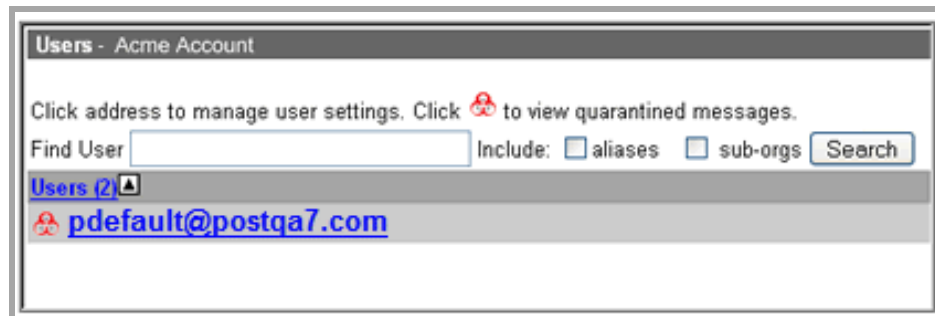 Users - Acme Account
Click address to manage user settings. Click to view quarantined messages.
Find User Include: aliases sub-orgs Search
Users (2)
pdefault@postqa7.com